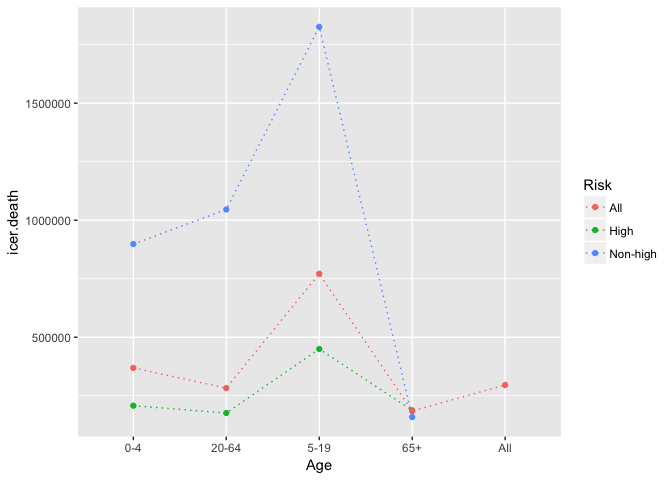 1500000
1000000
500000
icer.death
0-4
20-64
5-19
65+
All
Age
Risk
All
High
Non-high